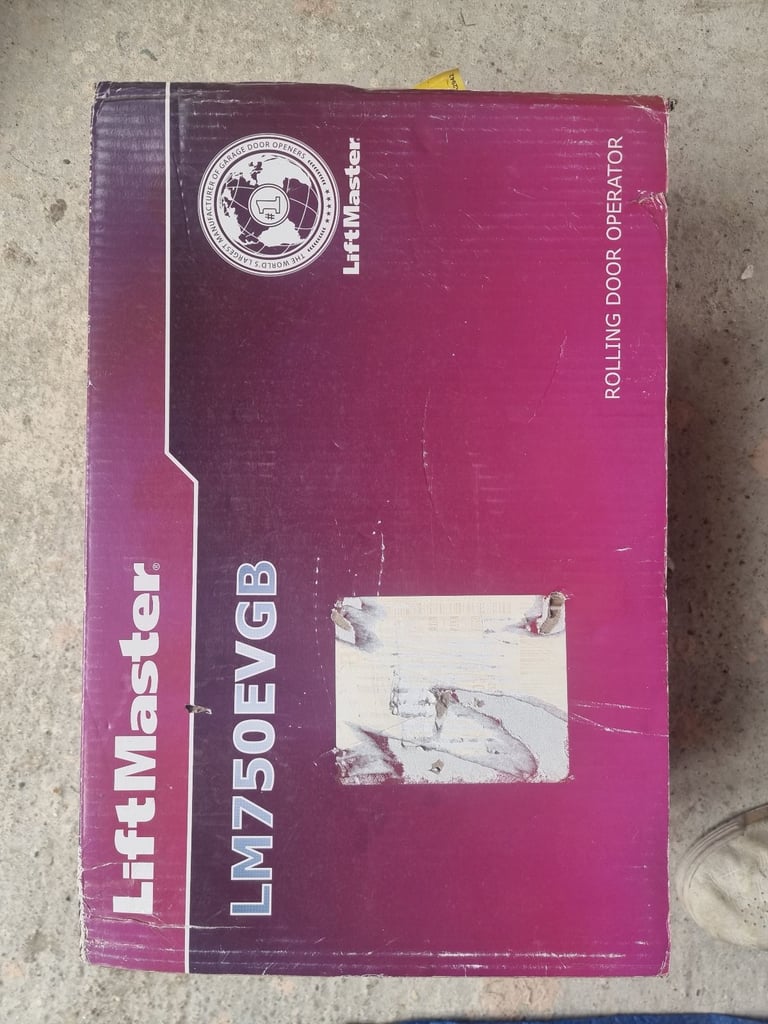 LiftMaster®
LM750EVGB
THE WORLD'S LARGEST MANUFACTURER OF GARAGE DOOR OPENERS
#1
LiftMaster
ROLLING DOOR OPERATOR